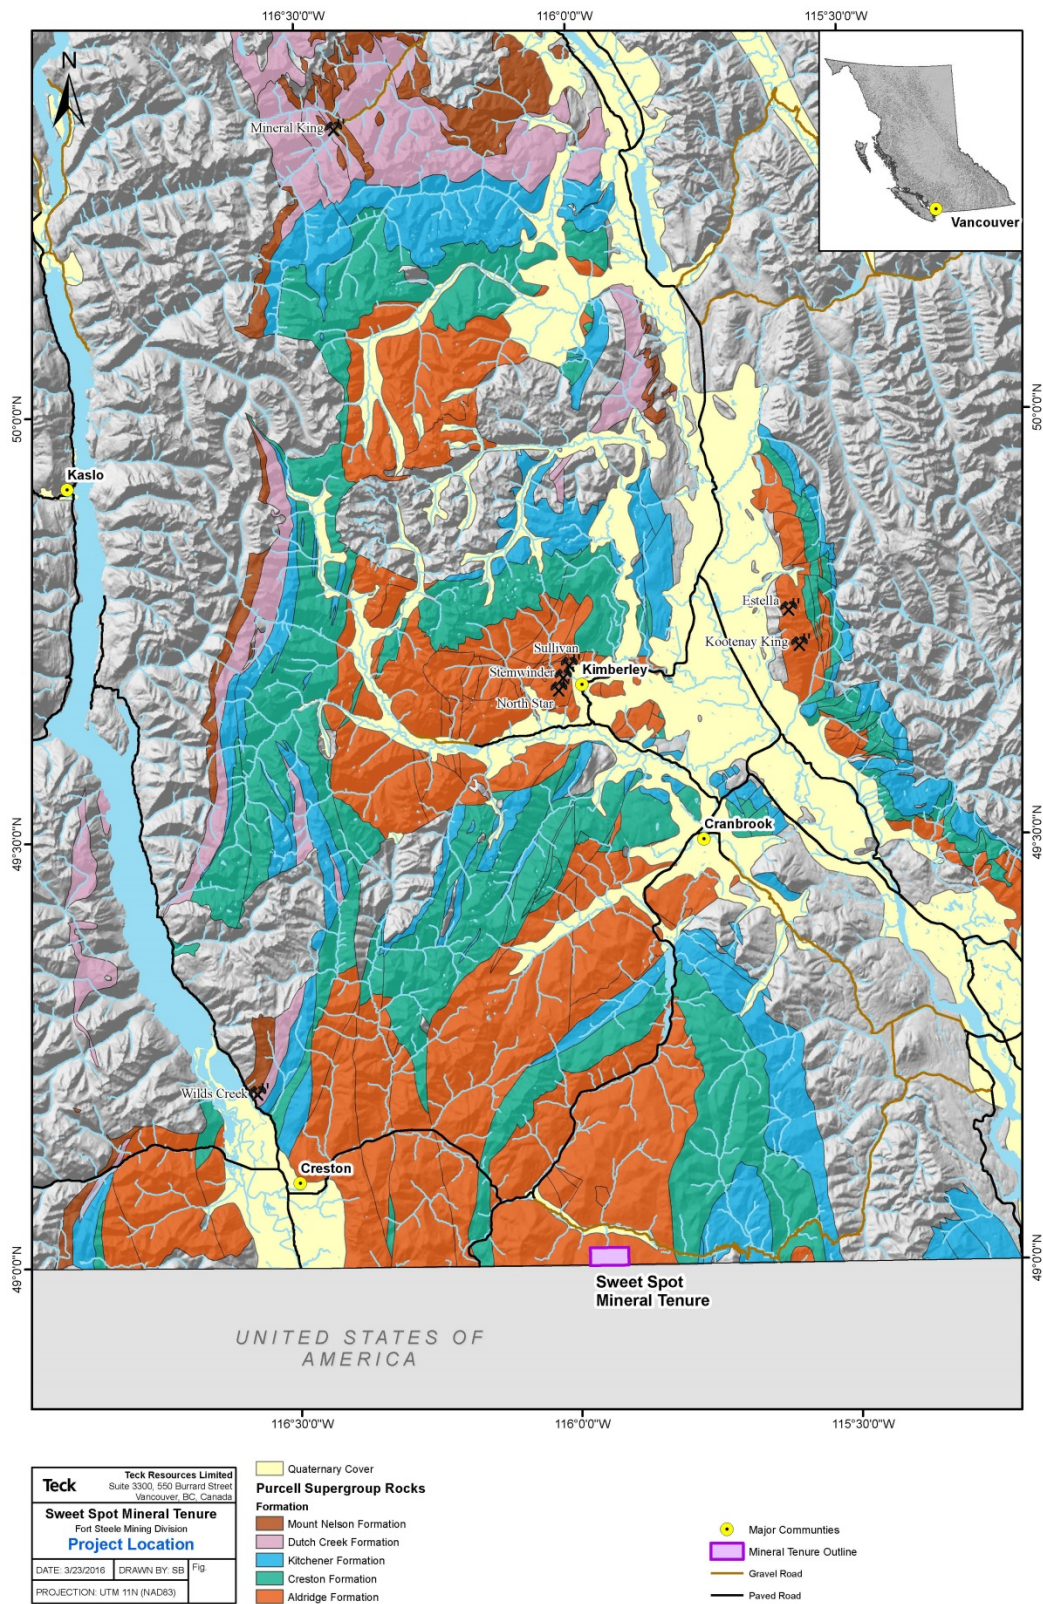 116°30'0"W
116°0'0"W
115°30'0"W
N
Mineral King
Vancouver
50°0'0"N
50°0'0"N
Kaslo
Estella
Kootenay King
Sullivan
Stemwinder
Kimberley
North Star
Cranbrook
49°30'0"N
49°30'0"N
Wilds Creek
Creston
49°0'0"N
49°0'0"N
Sweet Spot
Mineral Tenure
UNITED STATES OF
AMERICA
116°30'0"W
116°0'0"W
115°30'0"W
Teck
Teck Resources Limited
Suite 3300, 550 Burrard Street
Vancouver, BC, Canada
Sweet Spot Mineral Tenure
Fort Steele Mining Division
Project Location
DATE: 3/23/2016
DRAWN BY: SB
Fig.
PROJECTION: UTM 11N (NAD83)
Quaternary Cover
Purcell Supergroup Rocks
Formation
Mount Nelson Formation
Dutch Creek Formation
Kitchener Formation
Creston Formation
Aldridge Formation
Major Communties
Mineral Tenure Outline
Gravel Road
Paved Road